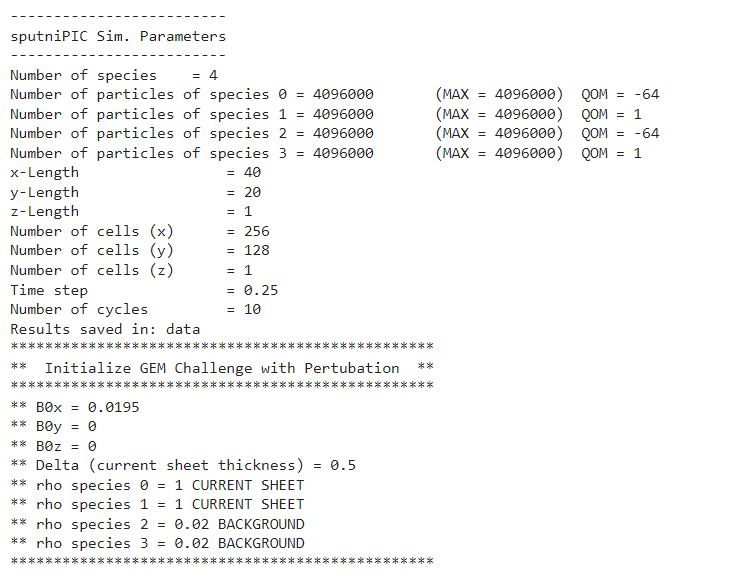 -------------------------
sputniPIC Sim. Parameters
-------------------------
Number of species    = 4
Number of particles of species 0 = 4096000       (MAX = 4096000)  QOM = -64
Number of particles of species 1 = 4096000       (MAX = 4096000)  QOM = 1
Number of particles of species 2 = 4096000       (MAX = 4096000)  QOM = -64
Number of particles of species 3 = 4096000       (MAX = 4096000)  QOM = 1
x-Length                 = 40
y-Length                 = 20
z-Length                 = 1
Number of cells (x)      = 256
Number of cells (y)      = 128
Number of cells (z)      = 1
Time step                = 0.25
Number of cycles         = 10
Results saved in: data
*************************************************
**  Initialize GEM Challenge with Pertubation  **
*************************************************
** B0x = 0.0195
** B0y = 0
** B0z = 0
** Delta (current sheet thickness) = 0.5
** rho species 0 = 1 CURRENT SHEET
** rho species 1 = 1 CURRENT SHEET
** rho species 2 = 0.02 BACKGROUND
** rho species 3 = 0.02 BACKGROUND
*************************************************